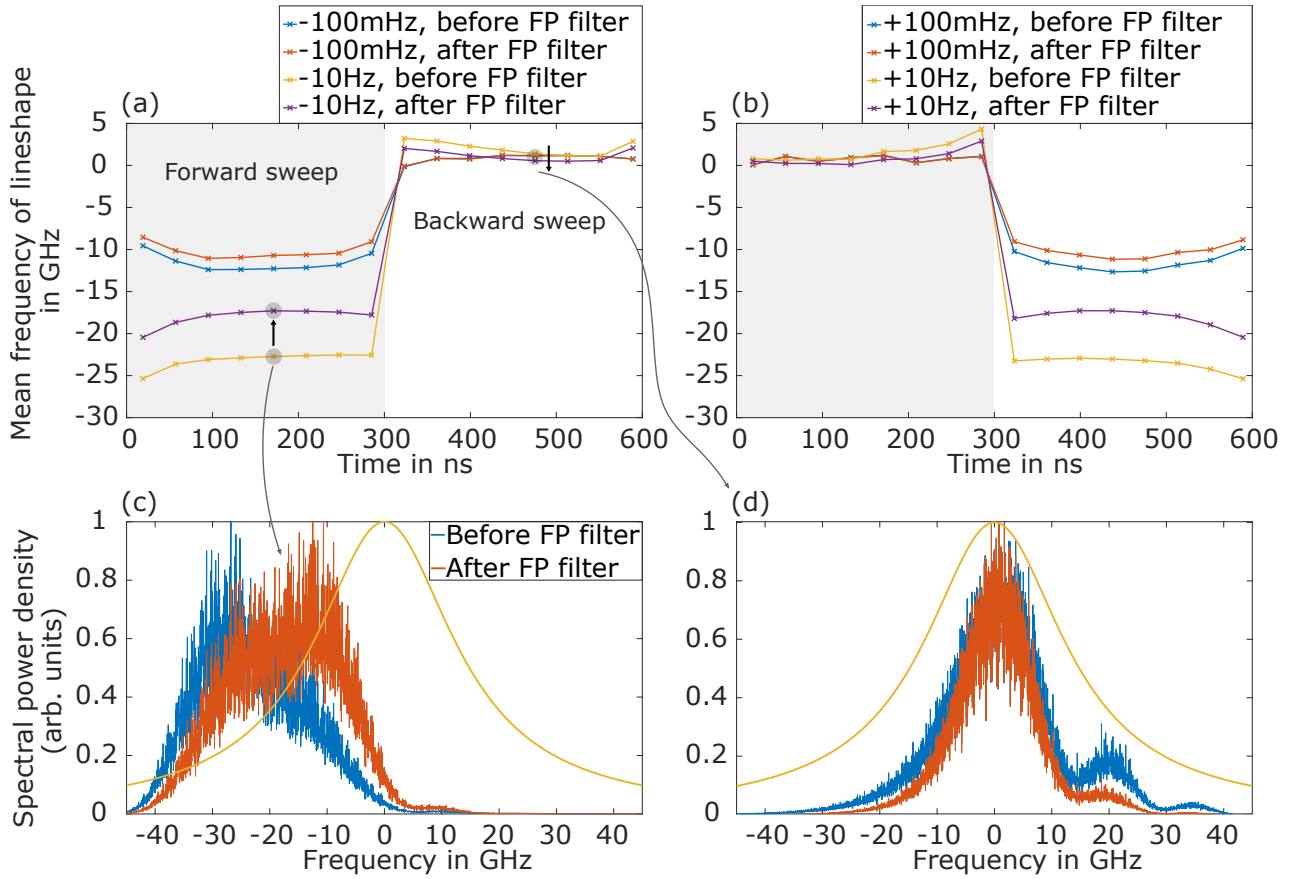 -100mHz, before FP filter
-100mHz, after FP filter
-10Hz, before FP filter
-10Hz, after FP filter
+100mHz, before FP filter
+100mHz, after FP filter
+10Hz, before FP filter
+10Hz, after FP filter
(a)
(b)
Mean frequency of lineshape
in GHz
5
0
-5
-10
-15
-20
-25
-30
Forward sweep
Backward sweep
0 100 200 300 400 500 600
Time in ns
5
0
-5
-10
-15
-20
-25
-30
0 100 200 300 400 500 600
Time in ns
(c)
(d)
Spectral power density
(arb. units)
1
0.8
0.6
0.4
0.2
0
Before FP filter
After FP filter
-40 -30 -20 -10 0 10 20 30 40
Frequency in GHz
1
0.8
0.6
0.4
0.2
0
-40 -30 -20 -10 0 10 20 30 40
Frequency in GHz